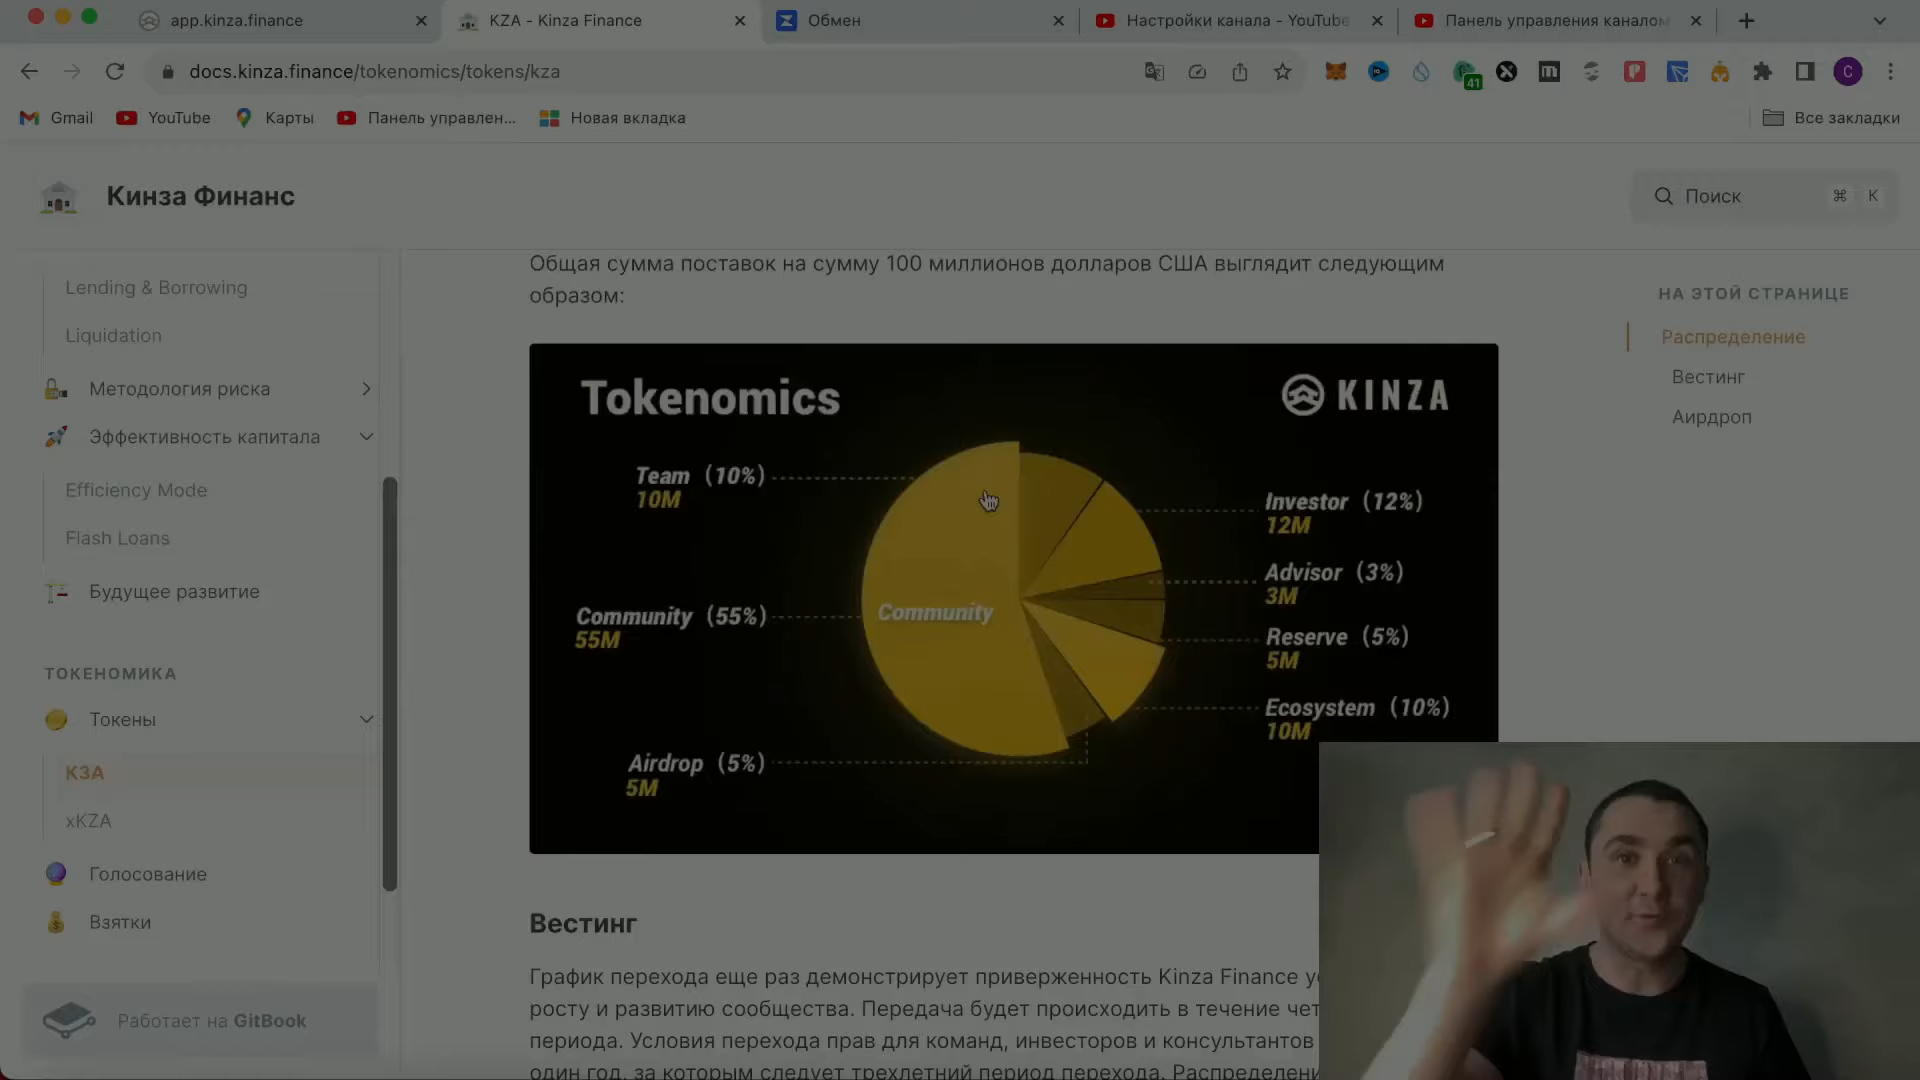 app.kinza.finance
KZA - Kinza Finance
Обмен
Настройки канала - YouTube
Панель управления каналом
docs.kinza.finance/tokenomics/tokens/kza
41
C
Gmail
YouTube
Карты
Панель управлен...
Новая вкладка
Все закладки
Кинза Финанс
Поиск
⌘ K
Lending & Borrowing
Liquidation
Методология риска
Эффективность капитала
Efficiency Mode
Flash Loans
Будущее развитие
ТОКЕНОМИКА
Токены
КЗА
xKZA
Голосование
Взятки
Работает на GitBook
Общая сумма поставок на сумму 100 миллионов долларов США выглядит следующим
образом:
Tokenomics
KINZA
Team (10%)
10M
Community (55%)
55M
Airdrop (5%)
5M
Community
Investor (12%)
12M
Advisor (3%)
3M
Reserve (5%)
5M
Ecosystem (10%)
10M
Вестинг
График перехода еще раз демонстрирует приверженность Kinza Finance
росту и развитию сообщества. Передача будет происходить в течение
периода. Условия перехода прав для команд, инвесторов и консультантов
один год, за которым следует трехлетний период перехода.
НА ЭТОЙ СТРАНИЦЕ
Распределение
Вестинг
Аирдроп